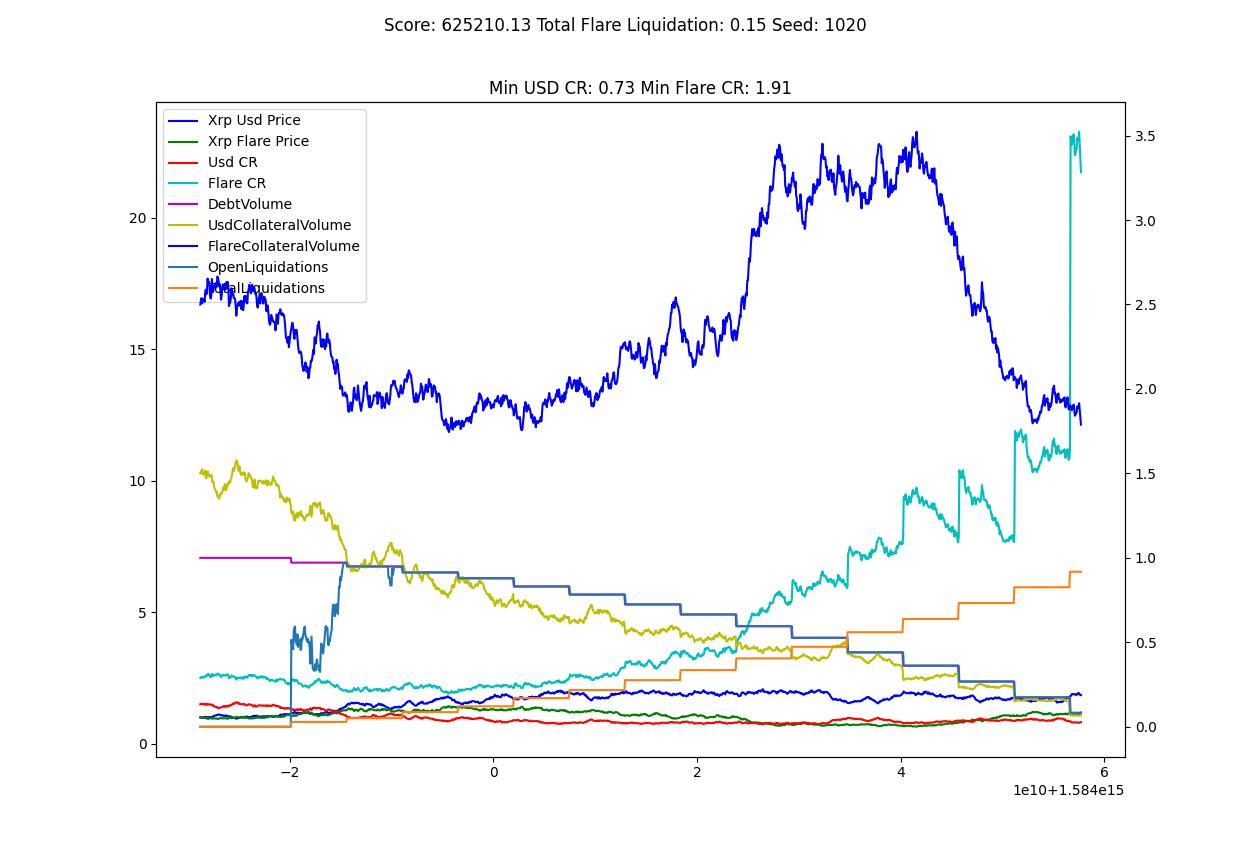 Score: 625210.13 Total Flare Liquidation: 0.15 Seed: 1020
Min USD CR: 0.73 Min Flare CR: 1.91
Xrp Usd Price
Xrp Flare Price
Usd CR
Flare CR
DebtVolume
UsdCollateralVolume
FlareCollateralVolume
OpenLiquidations
TotalLiquidations
20
15
10
5
0
3.5
3.0
2.5
2.0
1.5
1.0
0.5
0.0
−2
0
2
4
6
1e10+1.584e15